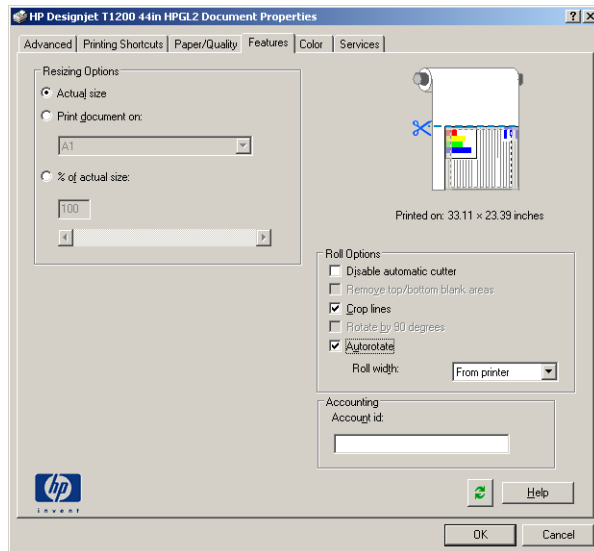 HP Designjet T1200 44in HPGL2 Document Properties
Advanced Printing Shortcuts Paper/Quality Features Color Services
Resizing Options
Actual size
Print document on:
A1
% of actual size:
100
Printed on: 33.11 × 23.39 inches
Roll Options
Disable automatic cutter
Remove top/bottom blank areas
Crop lines
Rotate by 90 degrees
Autorotate
Roll width: From printer
Accounting
Account id:
hp
invent
Help
OK Cancel